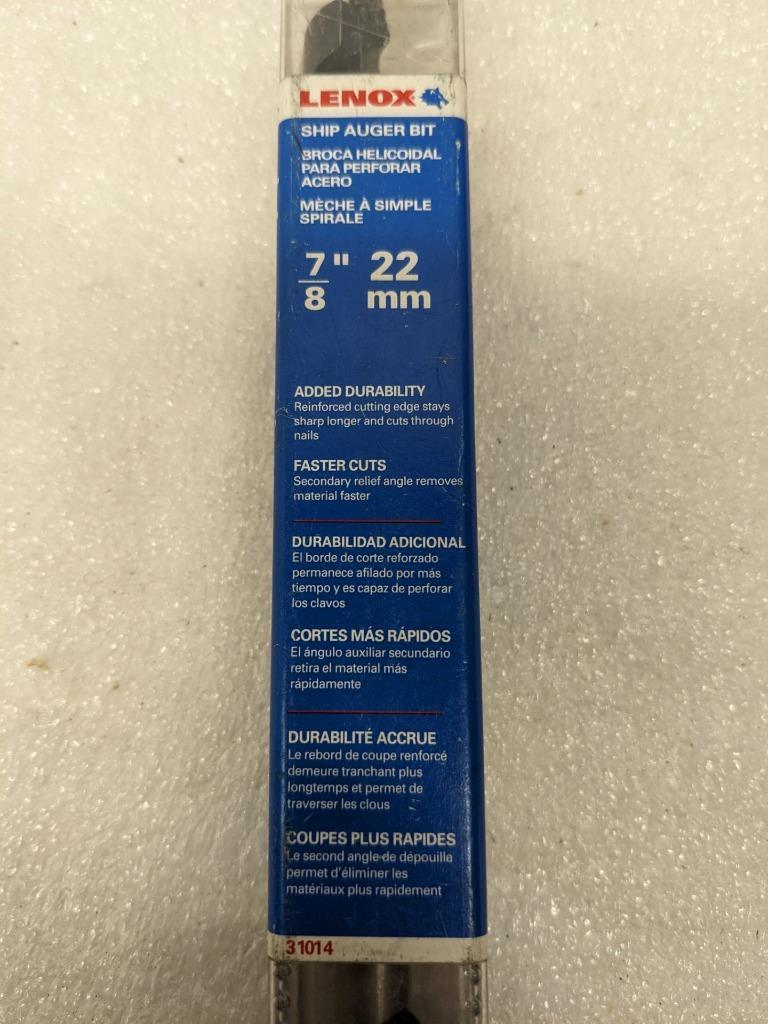 LENOX
SHIP AUGER BIT
BROCA HELICOIDAL
PARA PERFORAR
ACERO
MÈCHE À SIMPLE
SPIRALE
7/8" 22
mm
ADDED DURABILITY
Reinforced cutting edge stays
sharp longer and cuts through
nails
FASTER CUTS
Secondary relief angle removes
material faster
DURABILIDAD ADICIONAL
El borde de corte reforzado
permanece afilado por más
tiempo y es capaz de perforar
los clavos
CORTES MÁS RÁPIDOS
El ángulo auxiliar secundario
retira el material más
rápidamente
DURABILITÉ ACCRUE
Le rebord de coupe renforcé
demeure tranchant plus
longtemps et permet de
traverser les clous
COUPES PLUS RAPIDES
Le second angle de dépouille
permet d'éliminer les
matériaux plus rapidement
31014